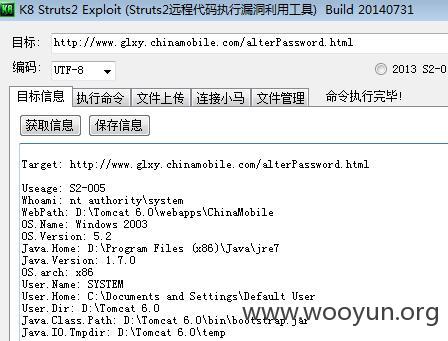 K8 Struts2 Exploit (Struts2远程代码执行漏洞利用工具) Build 20140731
目标: http://www.glxy.chinamobile.com/alterPassword.html
编码: UTF-8 2013 S2-0
目标信息 执行命令 文件上传 连接小马 文件管理 命令执行完毕!
获取信息 保存信息
Target: http://www.glxy.chinamobile.com/alterPassword.html
Useage: S2-005
Whoami: nt authority\system
WebPath: D:\Tomcat 6.0\webapps\ChinaMobile
OS.Name: Windows 2003
OS.Version: 5.2
Java.Home: D:\Program Files (x86)\Java\jre7
Java.Version: 1.7.0
OS.arch: x86
User.Name: SYSTEM
User.Home: C:\Documents and Settings\Default User
User.Dir: D:\Tomcat 6.0
Java.Class.Path: D:\Tomcat 6.0\bin\bootstrap.jar
Java.IO.Tmpdir: D:\Tomcat 6.0\temp
www.wooyun.org